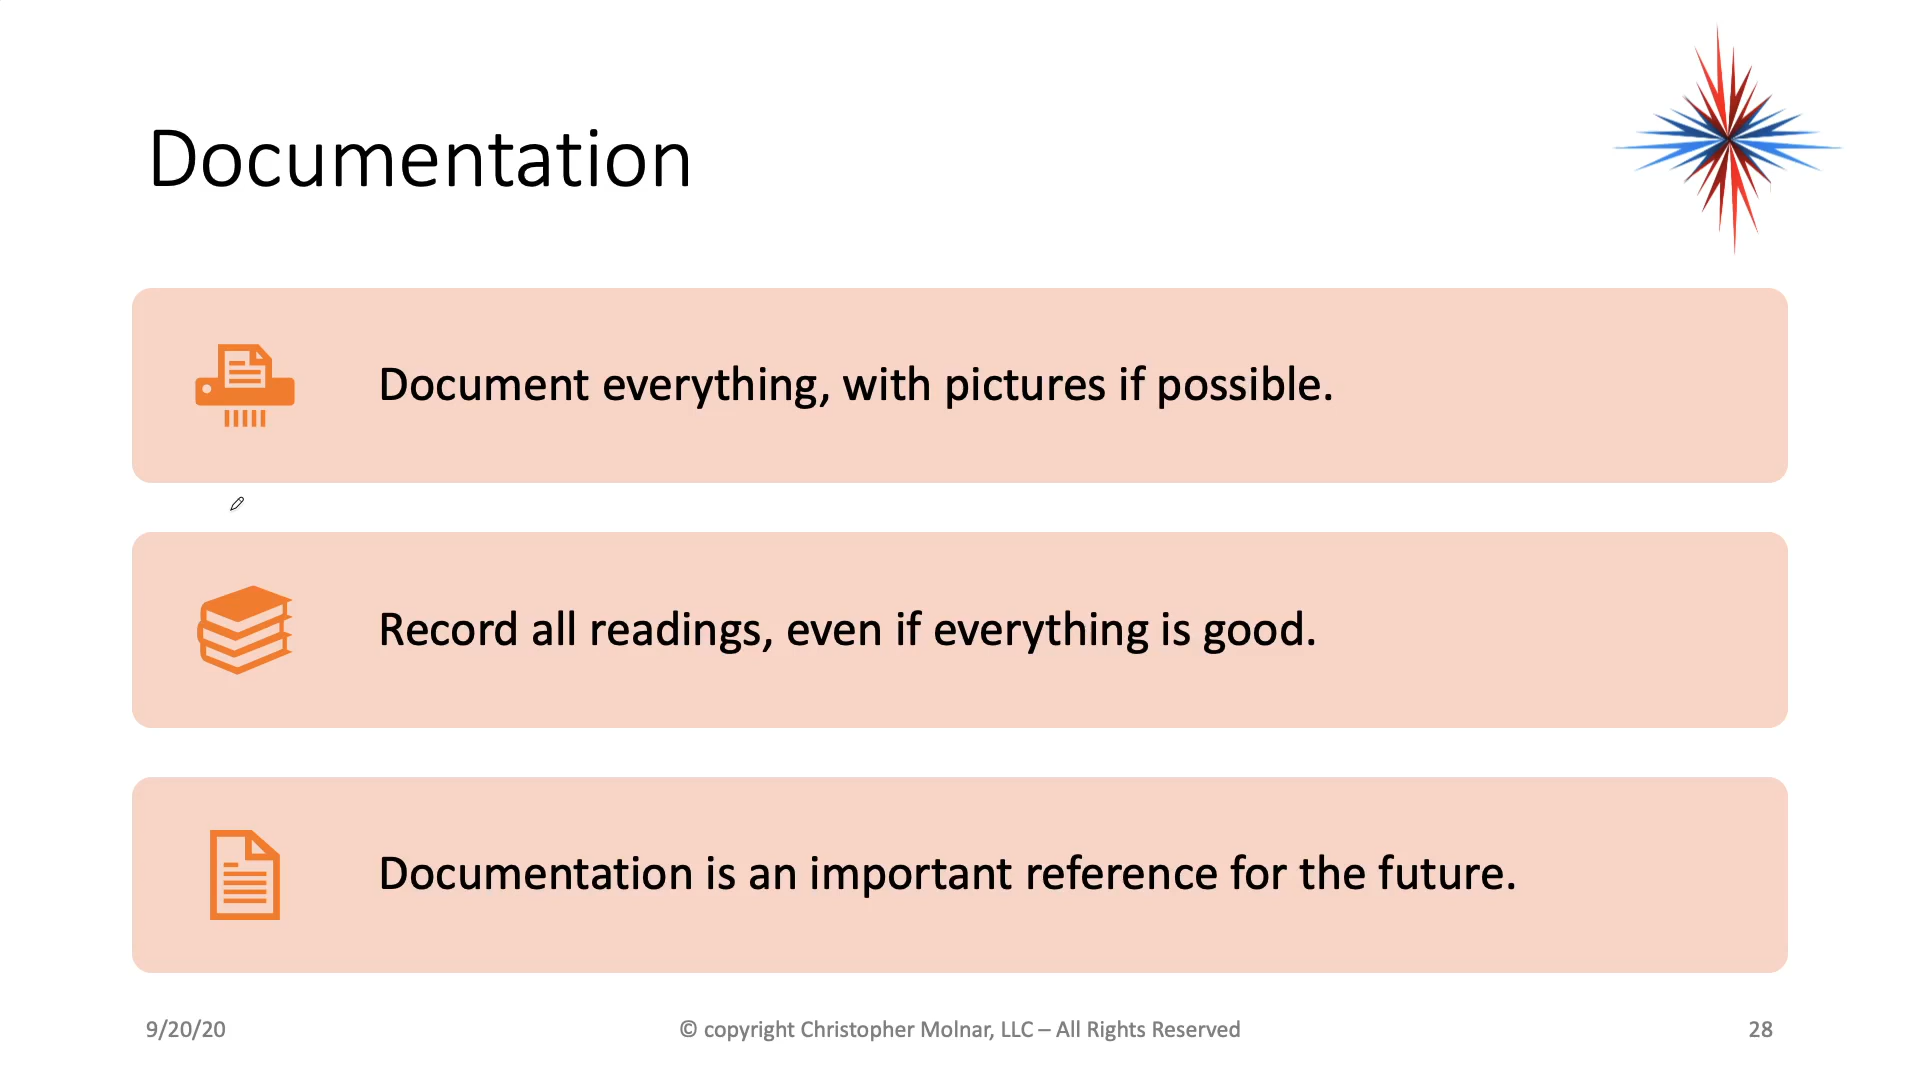 Documentation
Document everything, with pictures if possible.
Record all readings, even if everything is good.
Documentation is an important reference for the future.
9/20/20
© copyright Christopher Molnar, LLC – All Rights Reserved
28